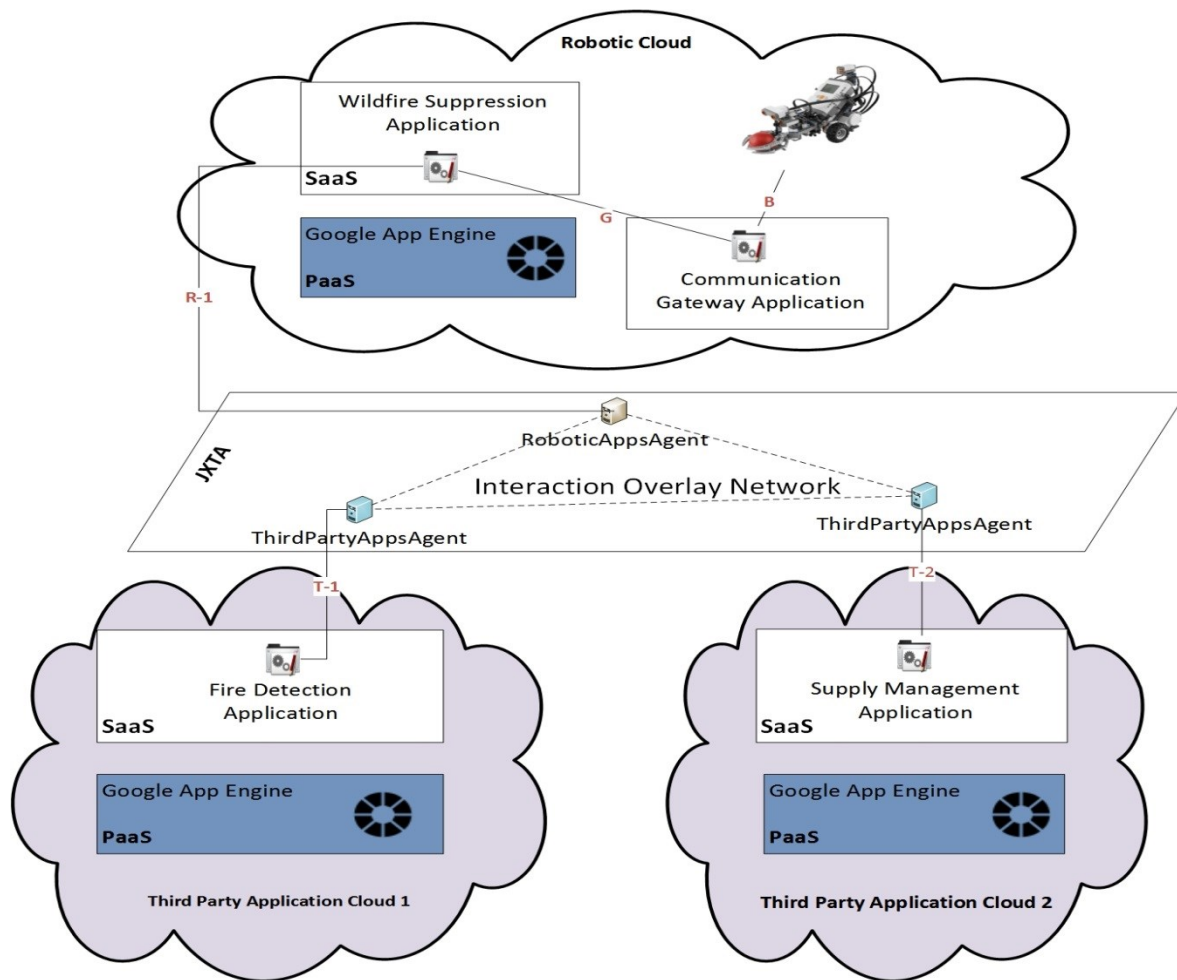 Robotic Cloud
Wildfire Suppression
Application
SaaS
G
B
Google App Engine
PaaS
Communication
Gateway Application
R-1
JXTA
RoboticAppsAgent
Interaction Overlay Network
ThirdPartyAppsAgent
ThirdPartyAppsAgent
T-1
T-2
Fire Detection
Application
SaaS
Google App Engine
PaaS
Third Party Application Cloud 1
Supply Management
Application
SaaS
Google App Engine
PaaS
Third Party Application Cloud 2